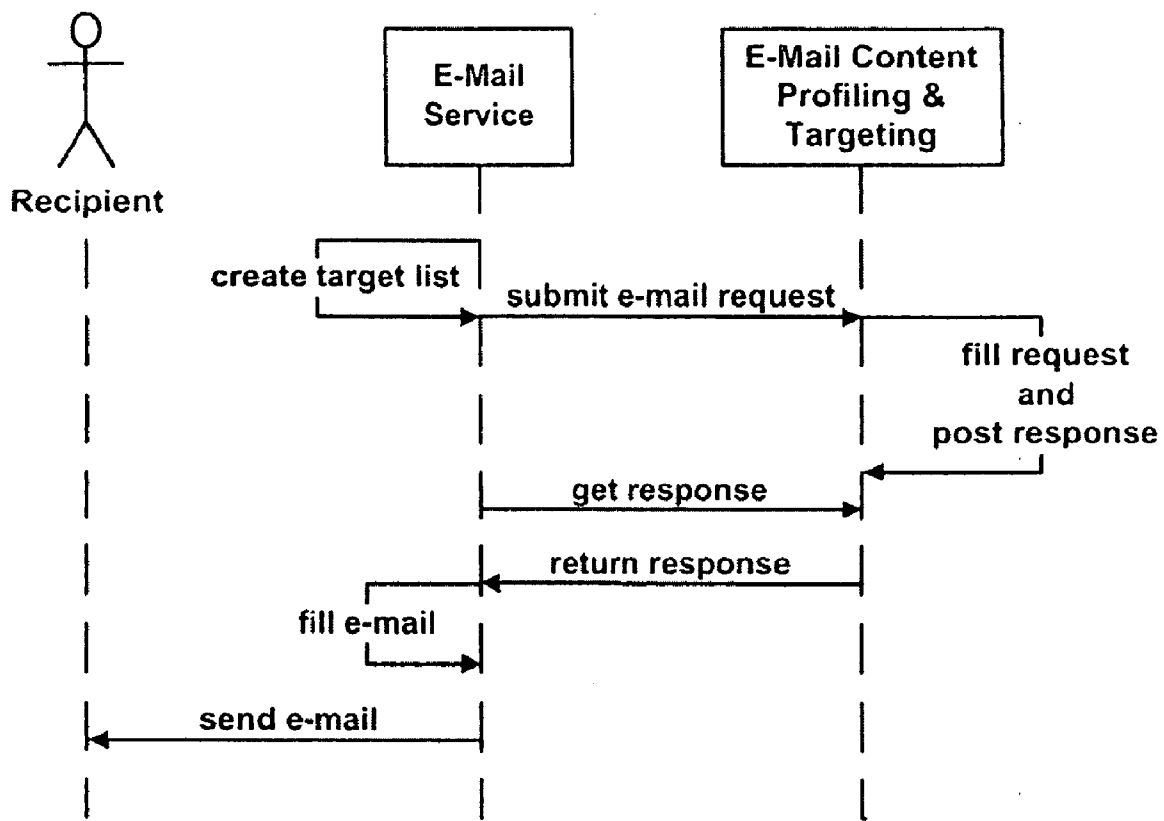 E-Mail
Service
E-Mail Content
Profiling &
Targeting
Recipient
create target list
submit e-mail request
fill request
and
post response
get response
return response
fill e-mail
send e-mail